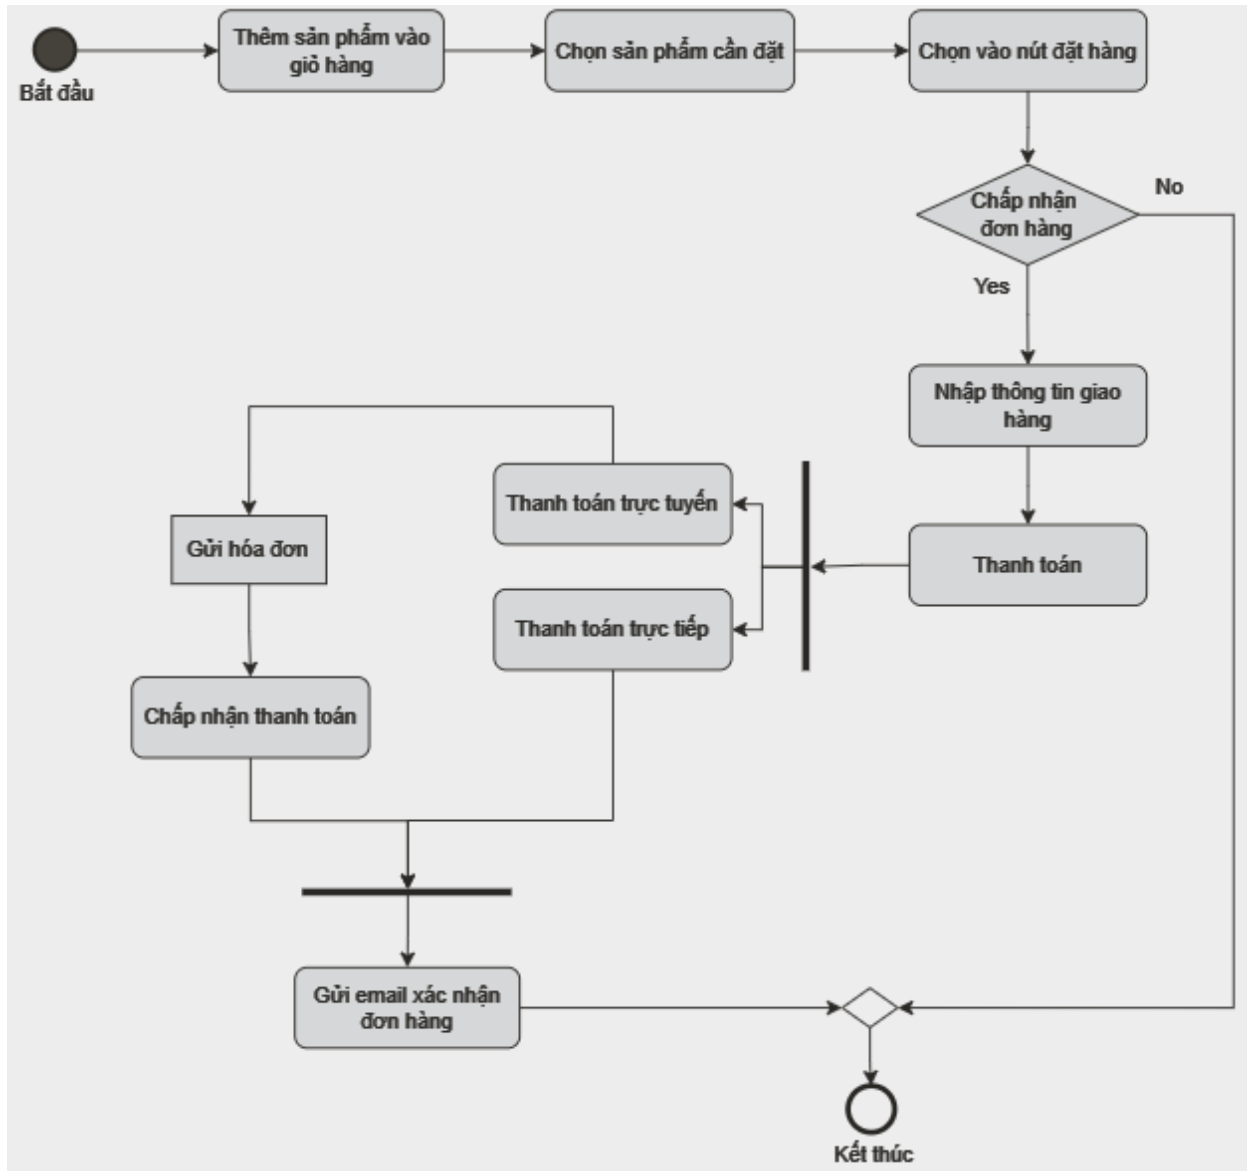 Bắt đầu
Thêm sản phẩm vào
giỏ hàng
Chọn sản phẩm cần đặt
Chọn vào nút đặt hàng
Chấp nhận
đơn hàng
No
Yes
Nhập thông tin giao
hàng
Thanh toán
Thanh toán trực tuyến
Thanh toán trực tiếp
Gửi hóa đơn
Chấp nhận thanh toán
Gửi email xác nhận
đơn hàng
Kết thúc